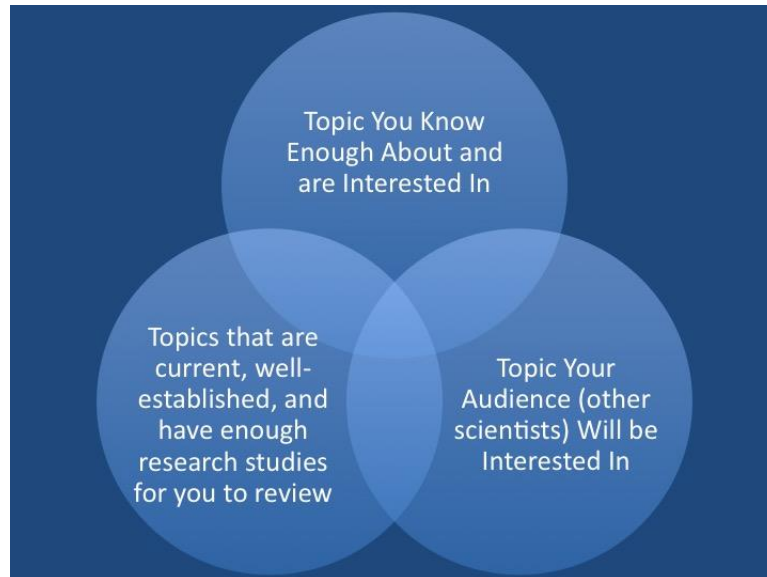 Topic You Know
Enough About and
are Interested In
Topics that are
current, well-
established, and
have enough
research studies
for you to review
Topic Your
Audience (other
scientists) Will be
Interested In